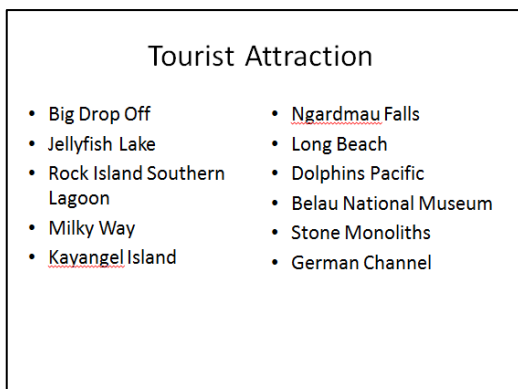 Tourist Attraction
• Big Drop Off
• Jellyfish Lake
• Rock Island Southern
Lagoon
• Milky Way
• Kayangel Island
• Ngardmau Falls
• Long Beach
• Dolphins Pacific
• Belau National Museum
• Stone Monoliths
• German Channel